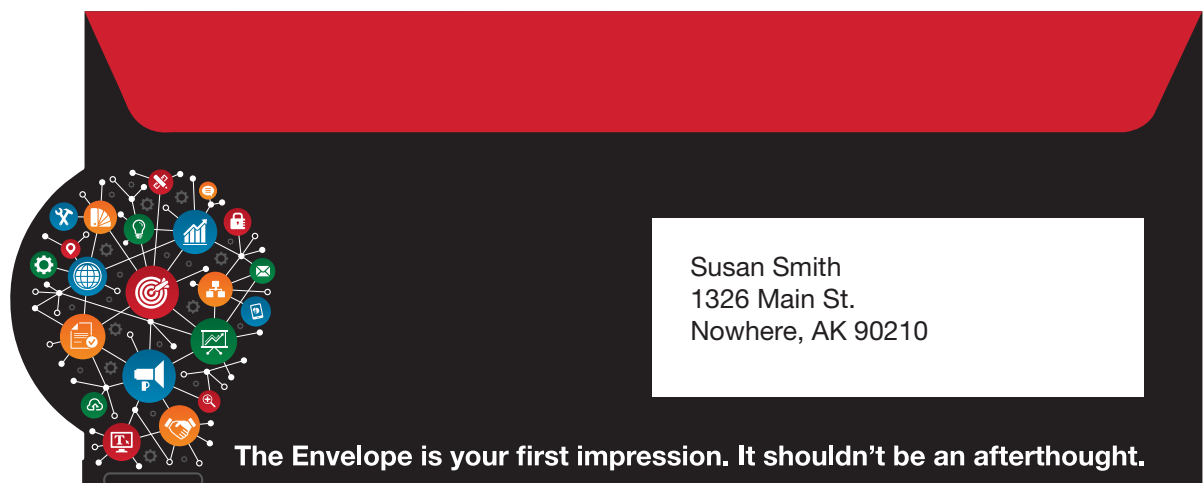 Susan Smith
1326 Main St.
Nowhere, AK 90210
The Envelope is your first impression. It shouldn't be an afterthought.